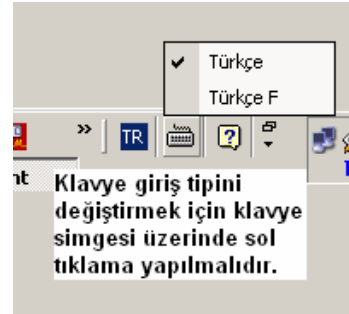 Türkçe
Türkçe F
» TR ?
nt
Klavye giriş tipini
değiştirmek için klavye
simgesi üzerinde sol
tıklama yapılmalıdır.